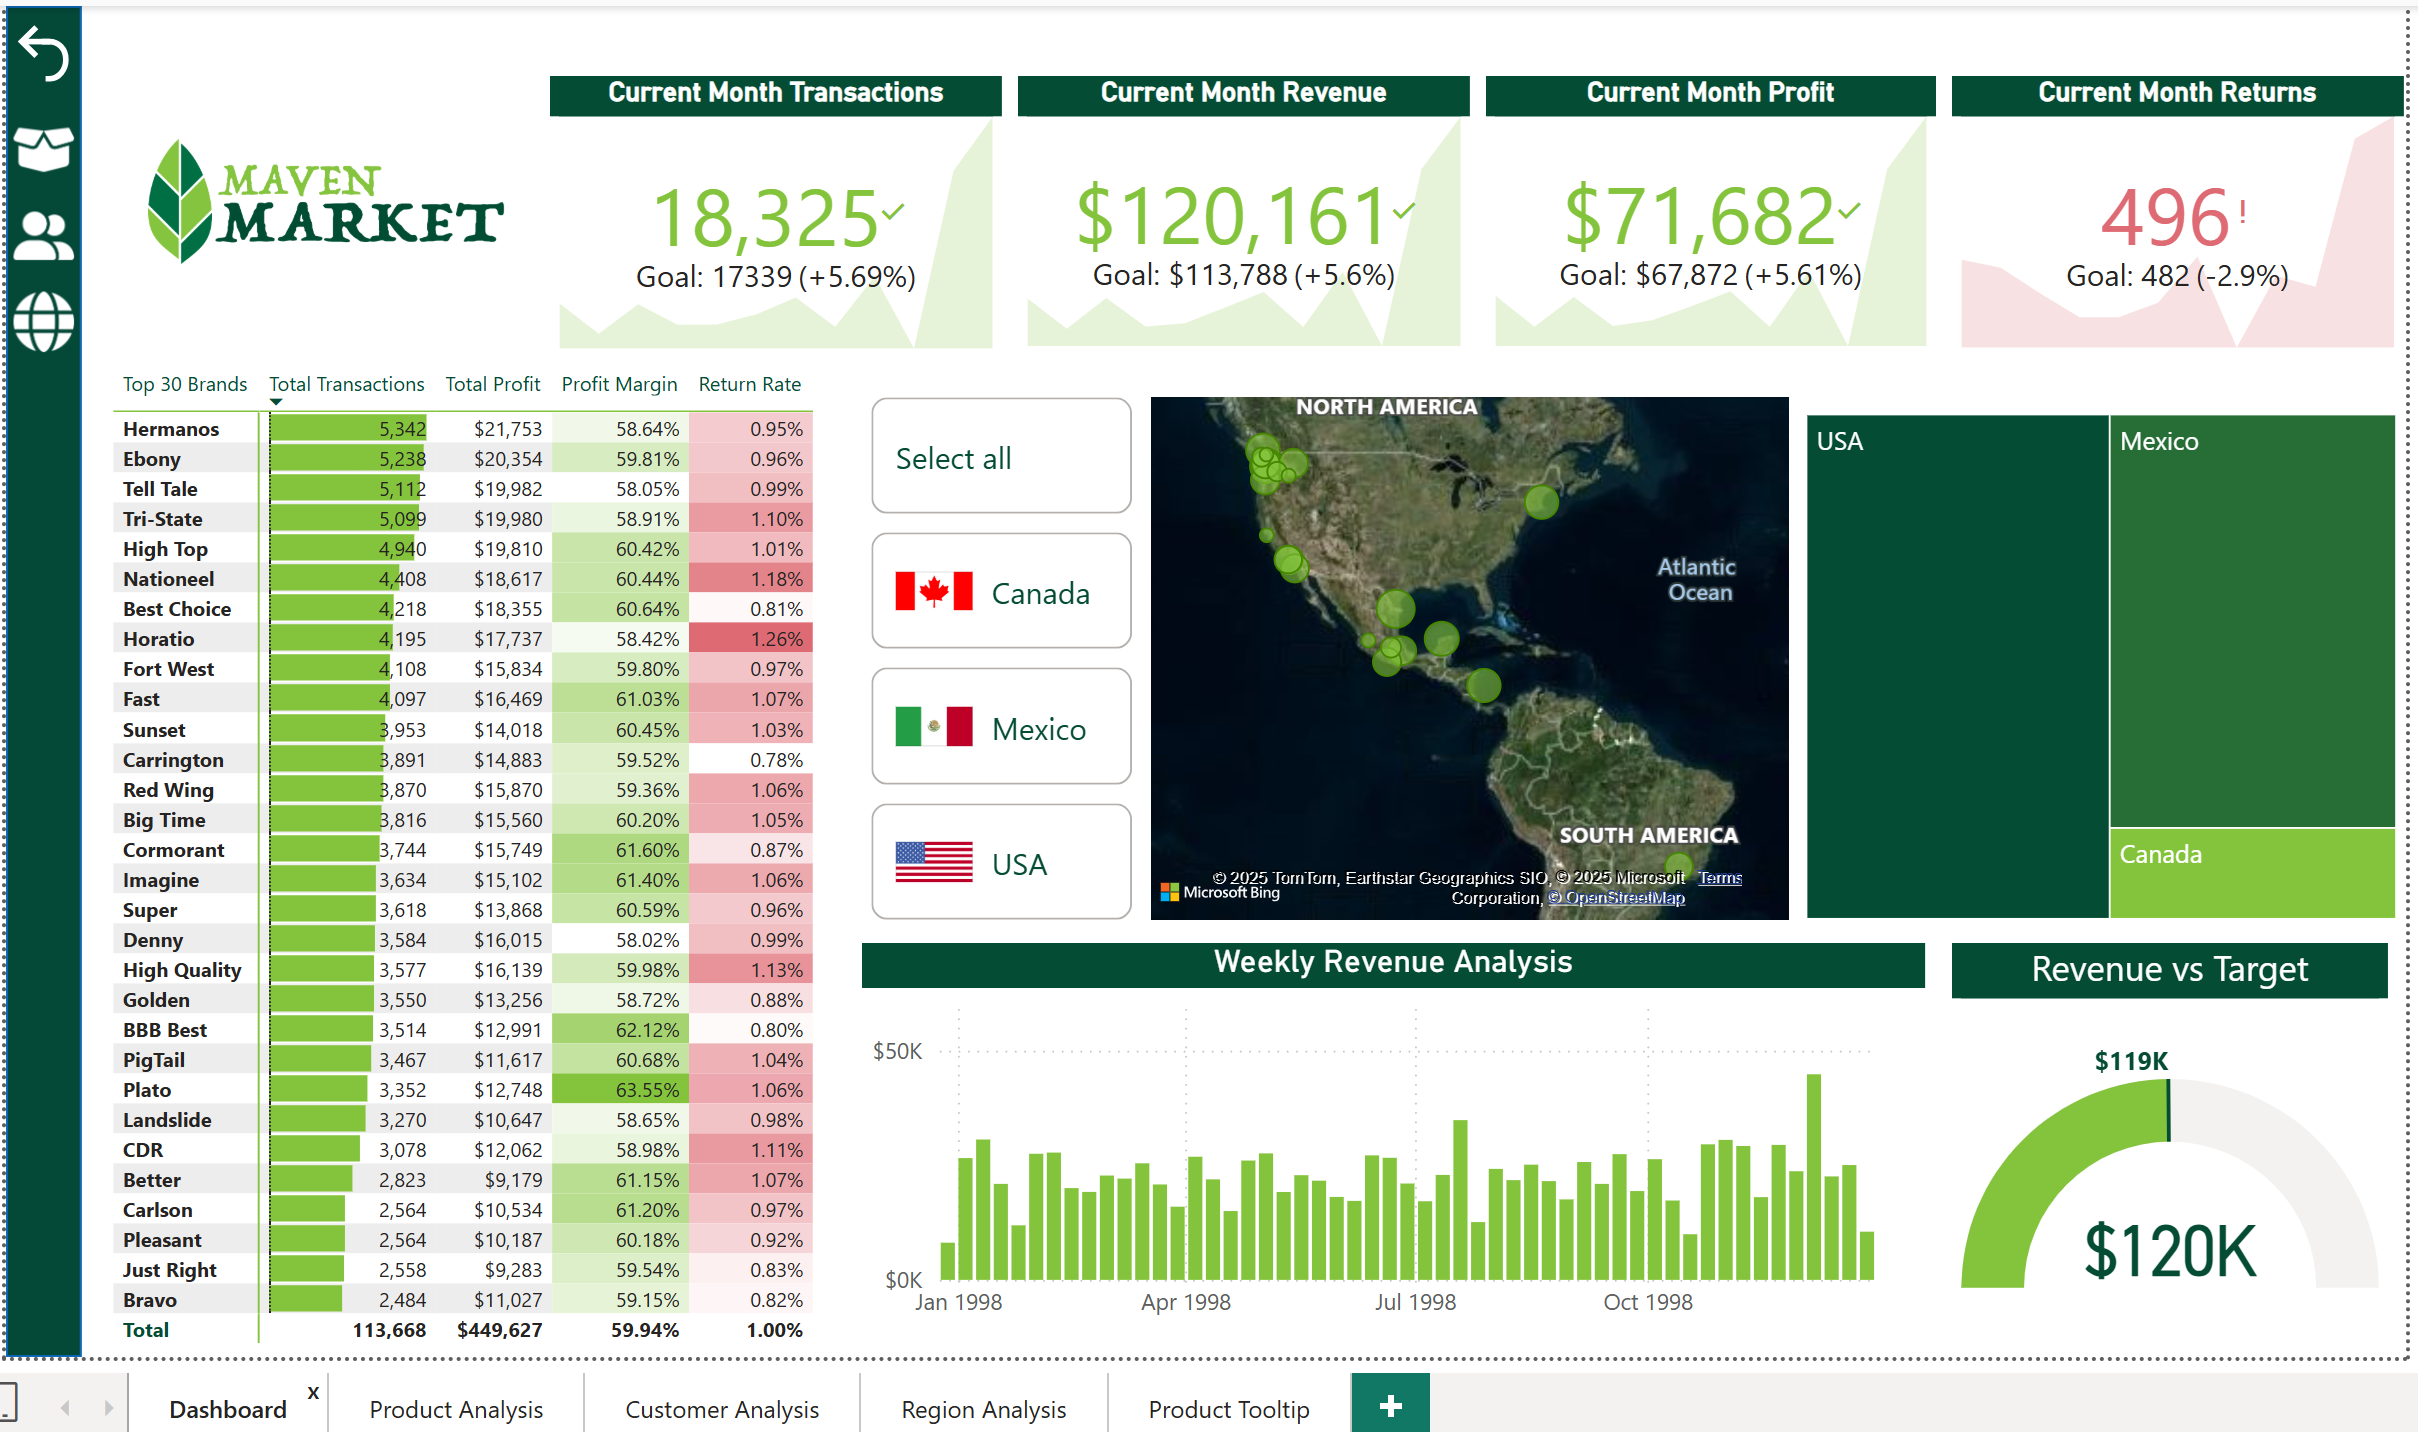 Current Month Transactions
Current Month Revenue
Current Month Profit
Current Month Returns
MAVEN
MARKET
18,325✓
Goal: 17339 (+5.69%)
$120,161✓
Goal: $113,788 (+5.6%)
$71,682✓
Goal: $67,872 (+5.61%)
496!
Goal: 482 (-2.9%)
Top 30 Brands Total Transactions Total Profit Profit Margin Return Rate
Hermanos 5,342 $21,753 58.64% 0.95%
Ebony 5,238 $20,354 59.81% 0.96%
Tell Tale 5,112 $19,982 58.05% 0.99%
Tri-State 5,099 $19,980 58.91% 1.10%
High Top 4,940 $19,810 60.42% 1.01%
Nationeel 4,408 $18,617 60.44% 1.18%
Best Choice 4,218 $18,355 60.64% 0.81%
Horatio 4,195 $17,737 58.42% 1.26%
Fort West 4,108 $15,834 59.80% 0.97%
Fast 4,097 $16,469 61.03% 1.07%
Sunset 3,953 $14,018 60.45% 1.03%
Carrington 3,891 $14,883 59.52% 0.78%
Red Wing 3,870 $15,870 59.36% 1.06%
Big Time 3,816 $15,560 60.20% 1.05%
Cormorant 3,744 $15,749 61.60% 0.87%
Imagine 3,634 $15,102 61.40% 1.06%
Super 3,618 $13,868 60.59% 0.96%
Denny 3,584 $16,015 58.02% 0.99%
High Quality 3,577 $16,139 59.98% 1.13%
Golden 3,550 $13,256 58.72% 0.88%
BBB Best 3,514 $12,991 62.12% 0.80%
PigTail 3,467 $11,617 60.68% 1.04%
Plato 3,352 $12,748 63.55% 1.06%
Landslide 3,270 $10,647 58.65% 0.98%
CDR 3,078 $12,062 58.98% 1.11%
Better 2,823 $9,179 61.15% 1.07%
Carlson 2,564 $10,534 61.20% 0.97%
Pleasant 2,564 $10,187 60.18% 0.92%
Just Right 2,558 $9,283 59.54% 0.83%
Bravo 2,484 $11,027 59.15% 0.82%
Total 113,668 $449,627 59.94% 1.00%
Select all
Canada
Mexico
USA
NORTH AMERICA
Atlantic
Ocean
SOUTH AMERICA
© 2025 TomTom, Earthstar Geographics SIO, © 2025 Microsoft Terms
Microsoft Bing
Corporation, © OpenStreetMap
USA
Mexico
Canada
Weekly Revenue Analysis
$50K
$0K
Jan 1998
Apr 1998
Jul 1998
Oct 1998
Revenue vs Target
$119K
$120K
Dashboard x
Product Analysis
Customer Analysis
Region Analysis
Product Tooltip
+